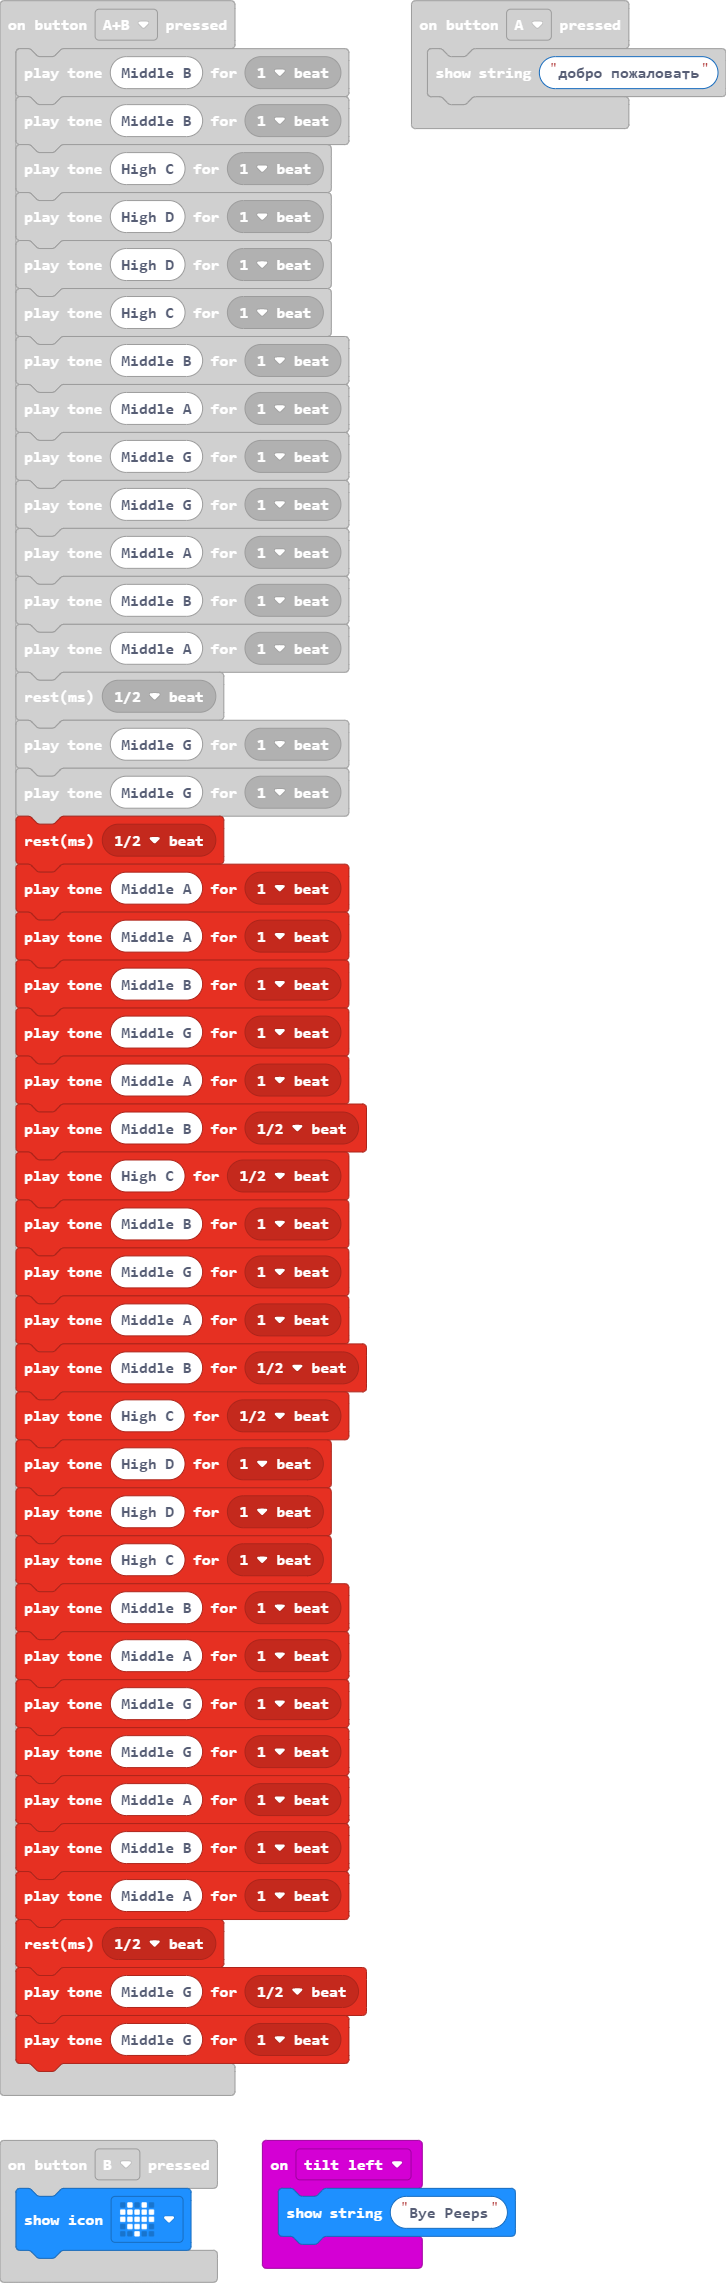 on button A+B pressed
play tone Middle B for 1 beat
play tone Middle B for 1 beat
play tone High C for 1 beat
play tone High D for 1 beat
play tone High D for 1 beat
play tone High C for 1 beat
play tone Middle B for 1 beat
play tone Middle A for 1 beat
play tone Middle G for 1 beat
play tone Middle G for 1 beat
play tone Middle A for 1 beat
play tone Middle B for 1 beat
play tone Middle A for 1 beat
rest(ms) 1/2 beat
play tone Middle G for 1 beat
play tone Middle G for 1 beat
rest(ms) 1/2 beat
play tone Middle A for 1 beat
play tone Middle A for 1 beat
play tone Middle B for 1 beat
play tone Middle G for 1 beat
play tone Middle A for 1 beat
play tone Middle B for 1/2 beat
play tone High C for 1/2 beat
play tone Middle B for 1 beat
play tone Middle G for 1 beat
play tone Middle A for 1 beat
play tone Middle B for 1/2 beat
play tone High C for 1/2 beat
play tone High D for 1 beat
play tone High D for 1 beat
play tone High C for 1 beat
play tone Middle B for 1 beat
play tone Middle A for 1 beat
play tone Middle G for 1 beat
play tone Middle G for 1 beat
play tone Middle A for 1 beat
play tone Middle B for 1 beat
play tone Middle A for 1 beat
rest(ms) 1/2 beat
play tone Middle G for 1/2 beat
play tone Middle G for 1 beat
on button A pressed
show string "добро пожаловать"
on button B pressed
show icon
on tilt left
show string "Bye Peeps"